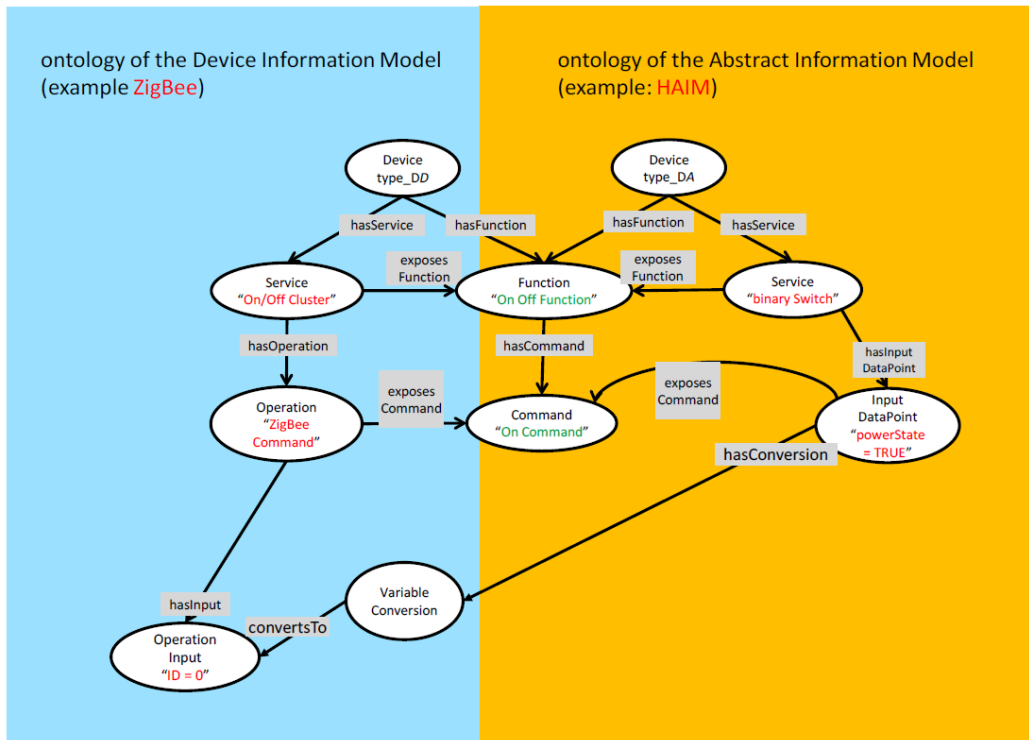 ontology of the Device Information Model
(example ZigBee)
ontology of the Abstract Information Model
(example: HAIM)
Device
type_DD
Device
type_DA
hasService
hasFunction
hasFunction
hasService
exposes
Function
exposes
Function
Service
“On/Off Cluster”
Function
“On Off Function”
Service
“binary Switch”
hasOperation
hasCommand
hasInput
DataPoint
exposes
Command
exposes
Command
Operation
“ZigBee
Command”
Command
“On Command”
Input
DataPoint
“powerState
= TRUE”
hasConversion
Variable
Conversion
hasInput
convertsTo
Operation
Input
“ID = 0”